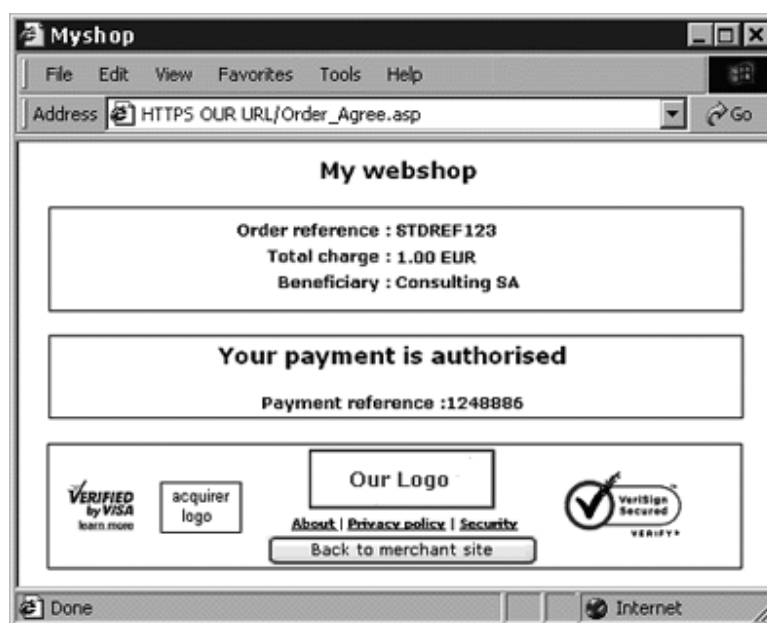 Myshop
File Edit View Favorites Tools Help
Address HTTPS OUR URL/Order_Agree.asp Go
My webshop
Order reference : STDREF123
Total charge : 1.00 EUR
Beneficiary : Consulting SA
Your payment is authorised
Payment reference :1248886
VERIFIED
by VISA
learn more
acquirer
logo
Our Logo
About | Privacy policy | Security
Back to merchant site
VeriSign
Secured
VERIFY
Done Internet